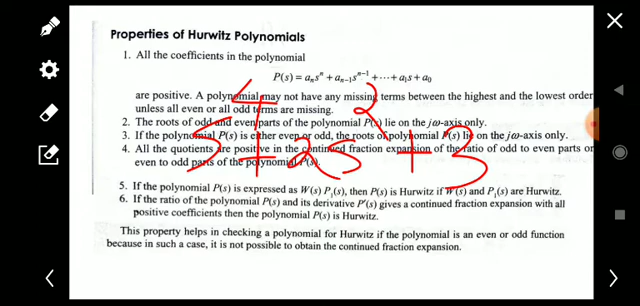 Properties of Hurwitz Polynomials
1. All the coefficients in the polynomial
P(s) = aₙsⁿ + aₙ₋₁sⁿ⁻¹ + ··· + a₁s + a₀
are positive. A polynomial may not have any missing terms between the highest and the lowest order
unless all even or all odd terms are missing.
2. The roots of odd and even parts of the polynomial P(s) lie on the jω-axis only.
3. If the polynomial P(s) is either even or odd, the roots of polynomial P(s) lie on the jω-axis only.
4. All the quotients are positive in the continued fraction expansion of the ratio of odd to even parts or
even to odd parts of the polynomial P(s).
s⁴ + as² + 3
5. If the polynomial P(s) is expressed as W(s) P₁(s), then P(s) is Hurwitz if W(s) and P₁(s) are Hurwitz.
6. If the ratio of the polynomial P(s) and its derivative P′(s) gives a continued fraction expansion with all
positive coefficients then the polynomial P(s) is Hurwitz.
This property helps in checking a polynomial for Hurwitz if the polynomial is an even or odd function
because in such a case, it is not possible to obtain the continued fraction expansion.